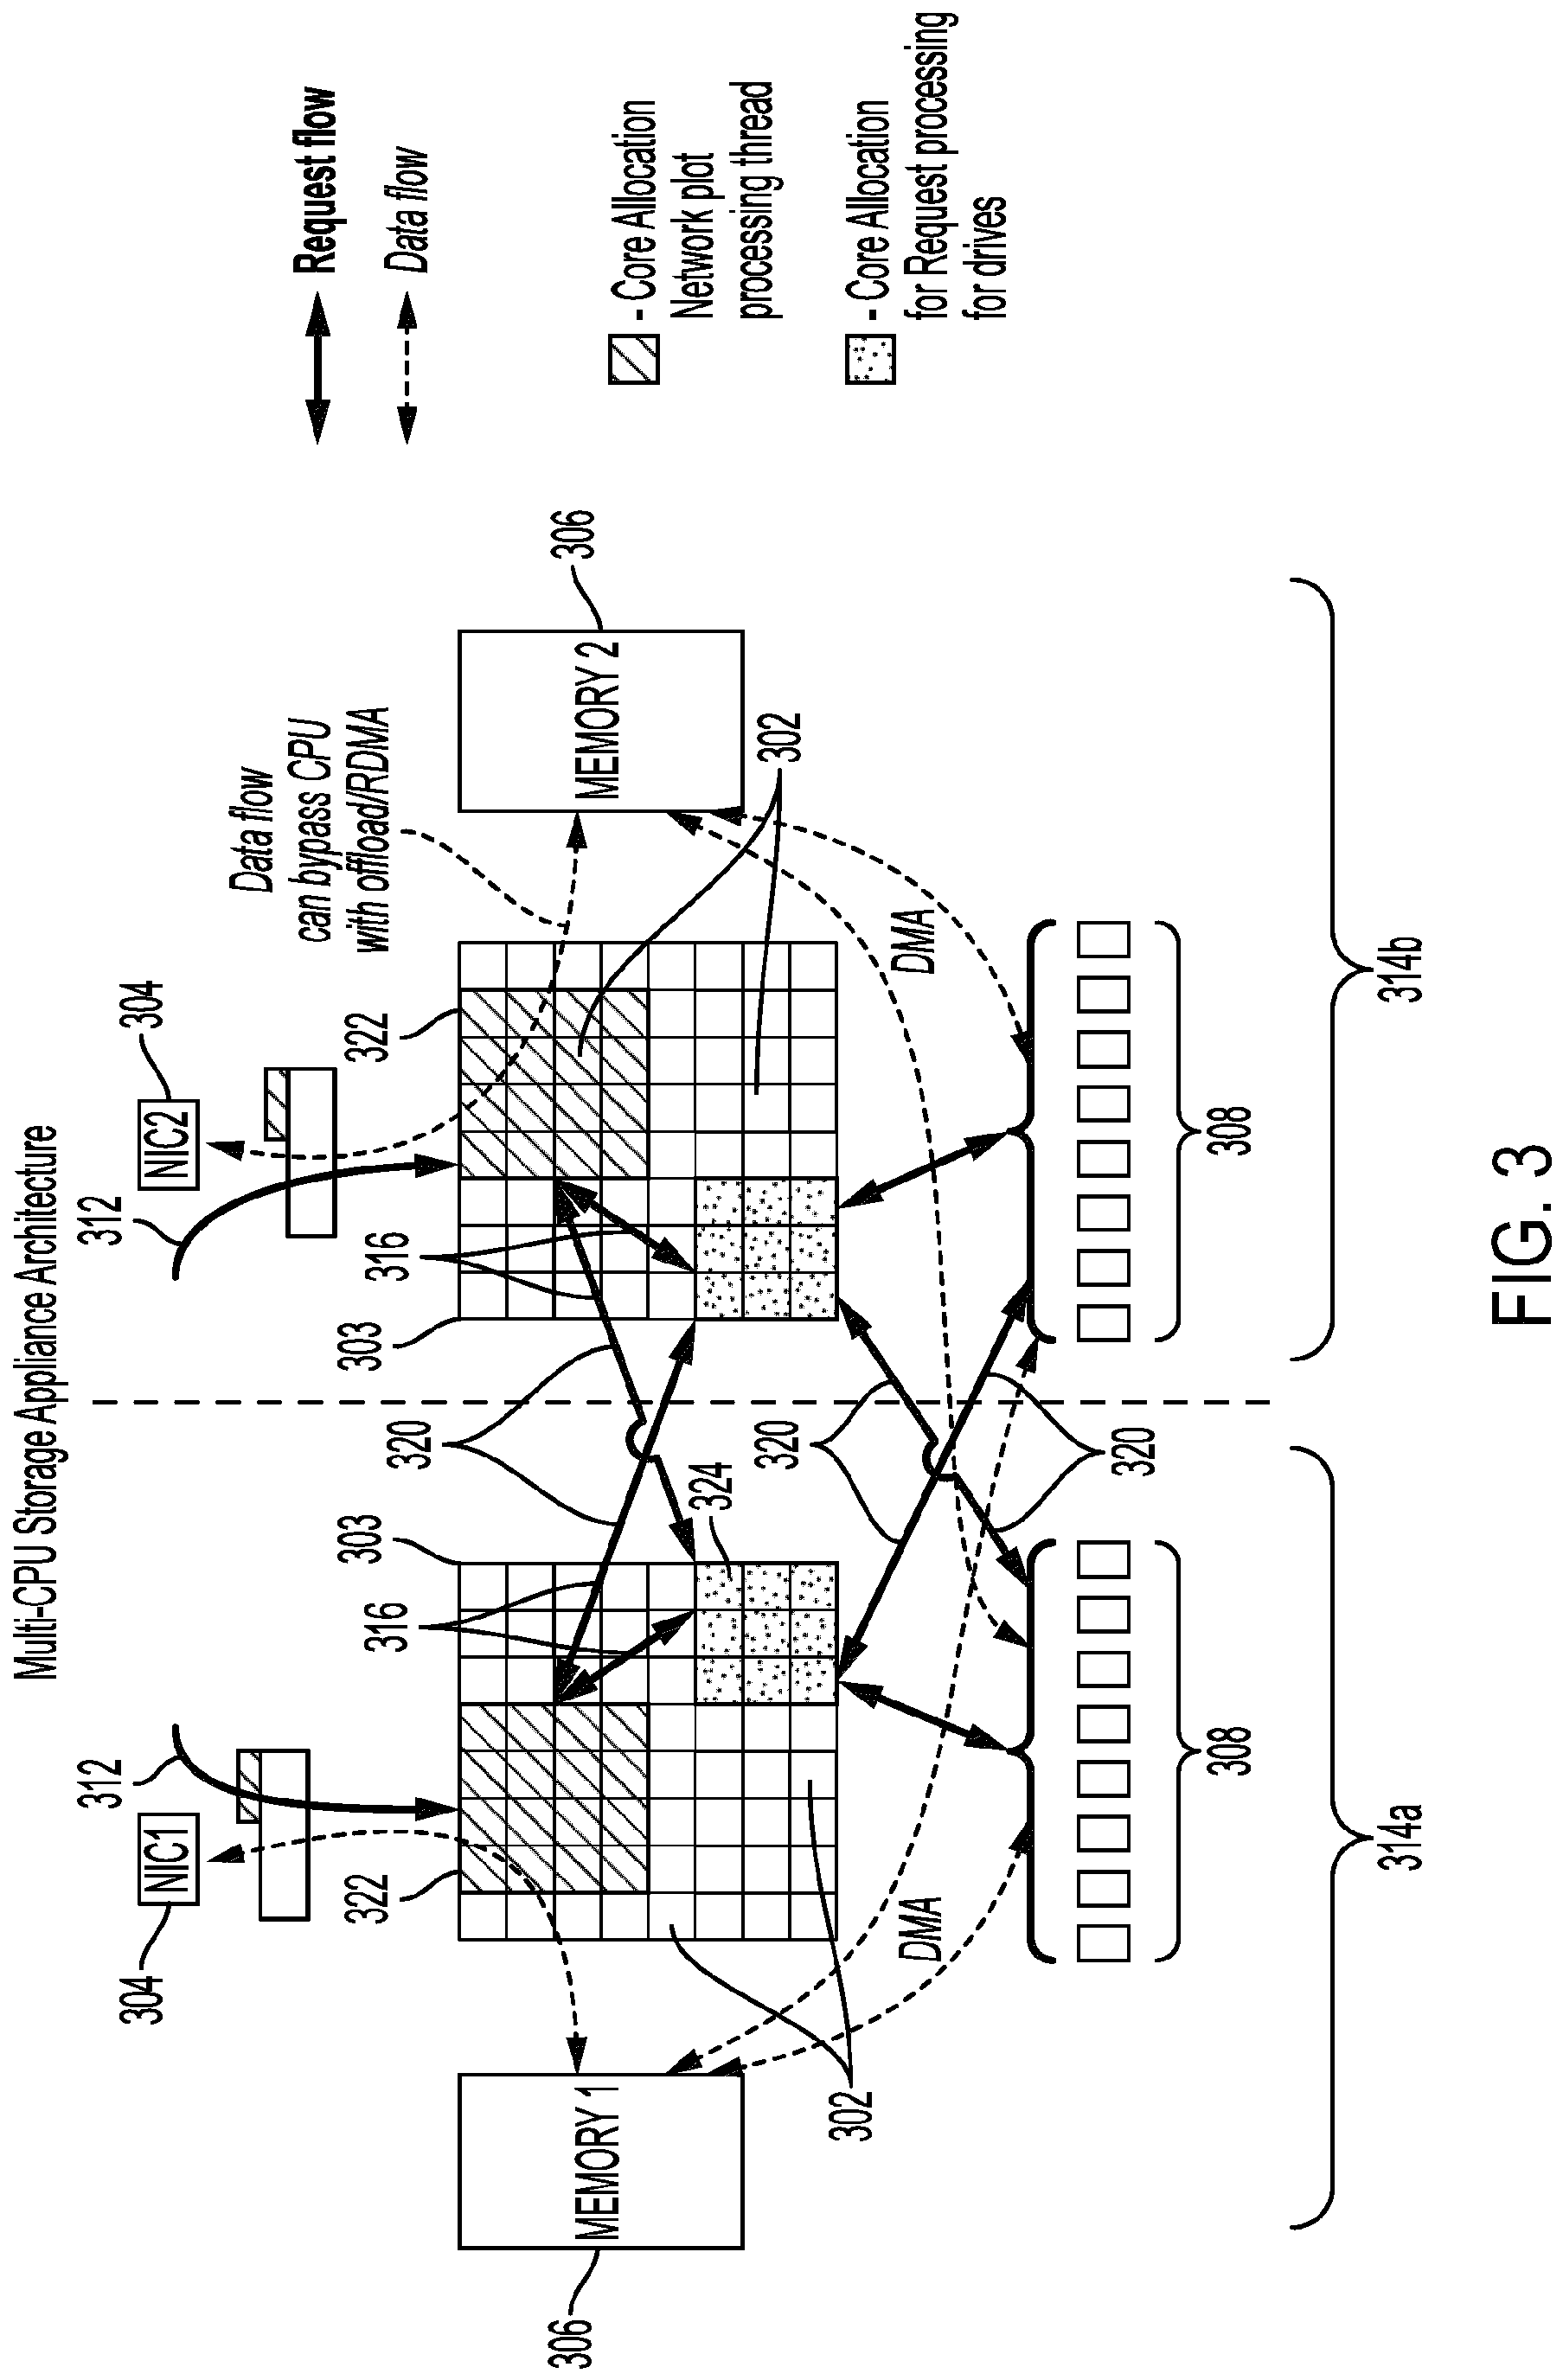 Multi-CPU Storage Appliance Architecture
304
NIC1
312
312
304
NIC2
Data flow
can bypass CPU
with offload/RDMA
Request flow
Data flow
322
303
303
322
306
MEMORY 1
316
320
316
MEMORY 2
306
- Core Allocation
Network plot
processing thread
324
302
302
320
- Core Allocation
for Request processing
for drives
DMA
DMA
320
308
308
314a
314b
FIG. 3